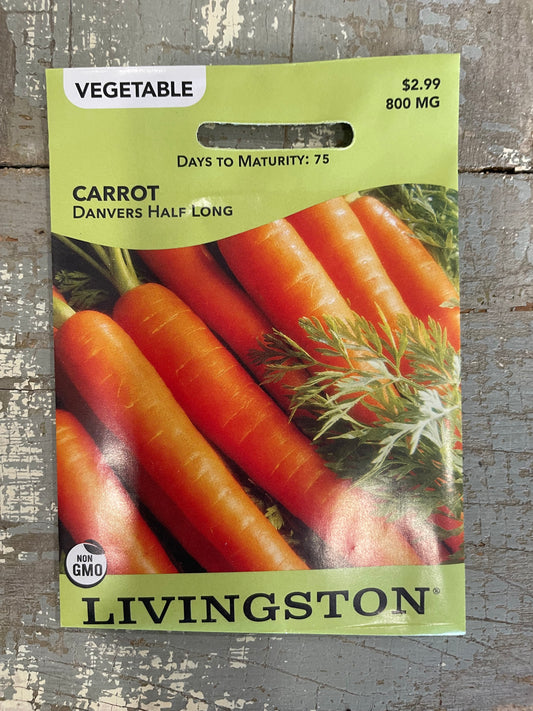 VEGETABLE
$2.99
800 MG
DAYS TO MATURITY: 75
CARROT
DANVERS HALF LONG
NON
GMO
LIVINGSTON®